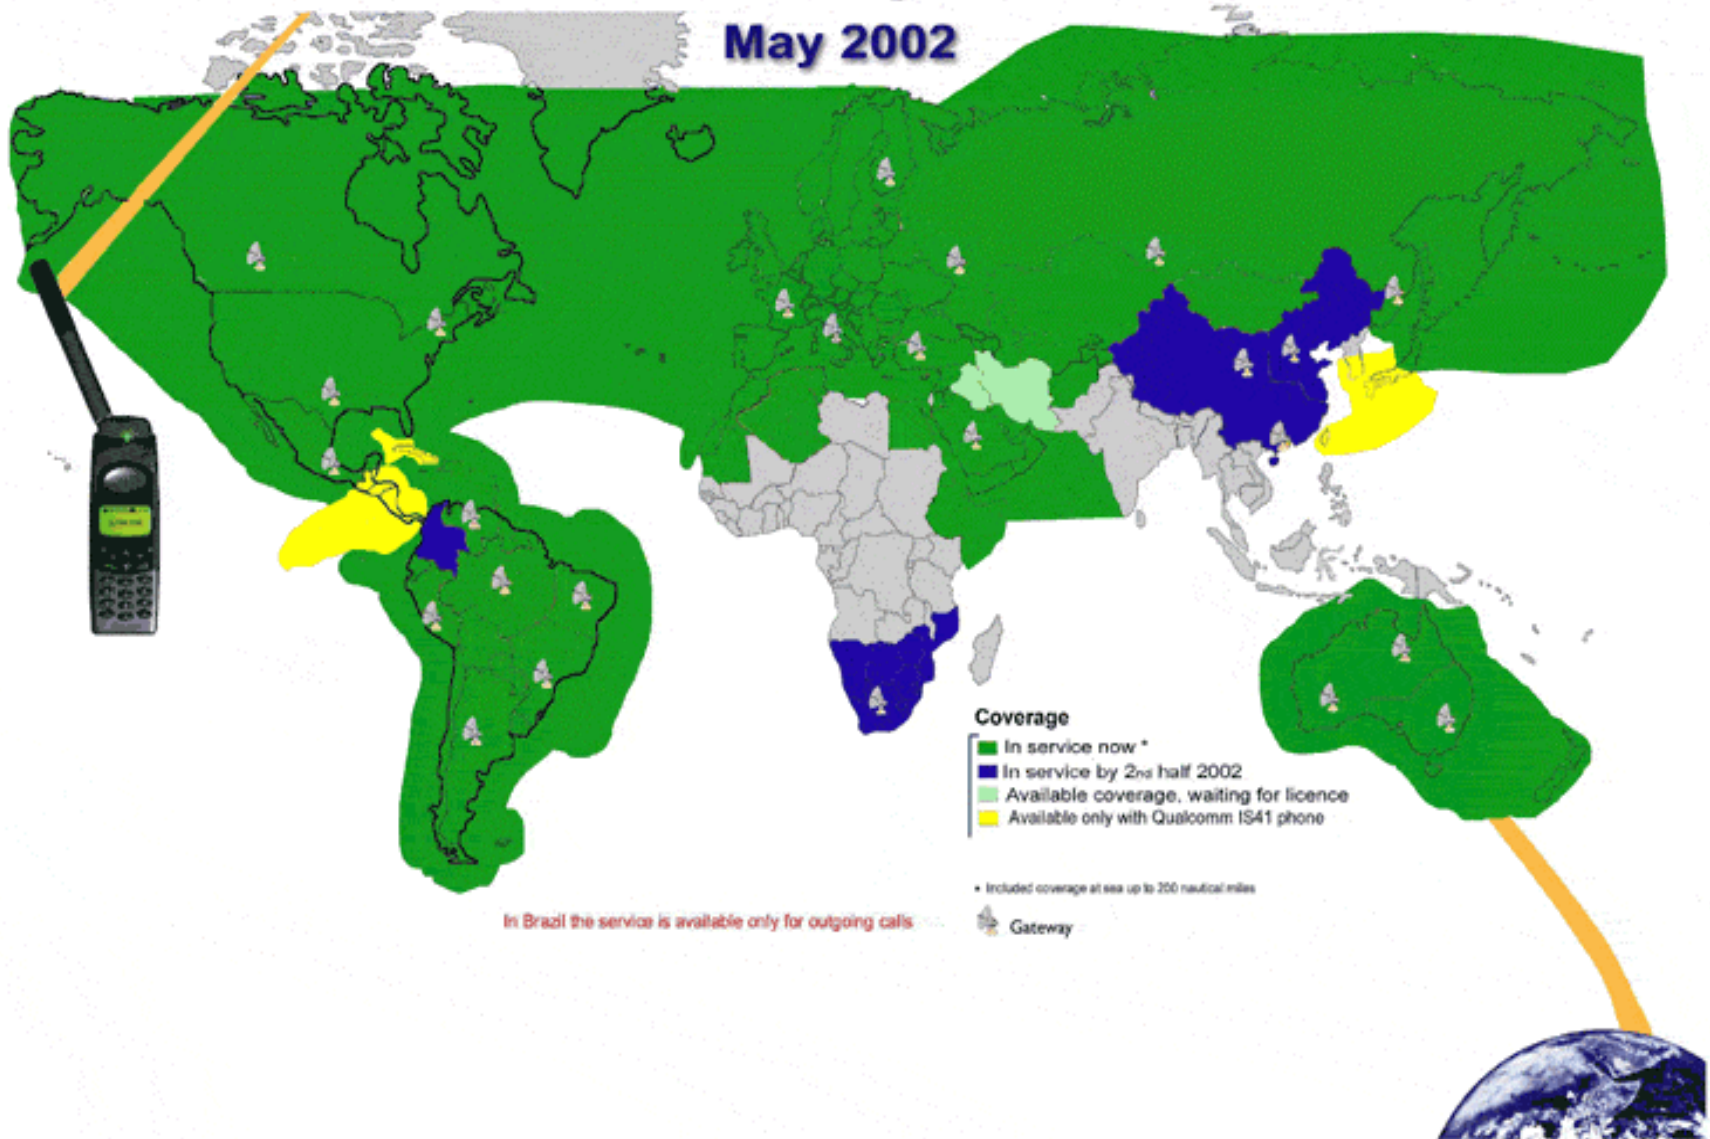 May 2002
Coverage
In service now *
In service by 2nd half 2002
Available coverage, waiting for licence
Available only with Qualcomm IS41 phone
• Included coverage at sea up to 200 nautical miles
In Brazil the service is available only for outgoing calls
Gateway